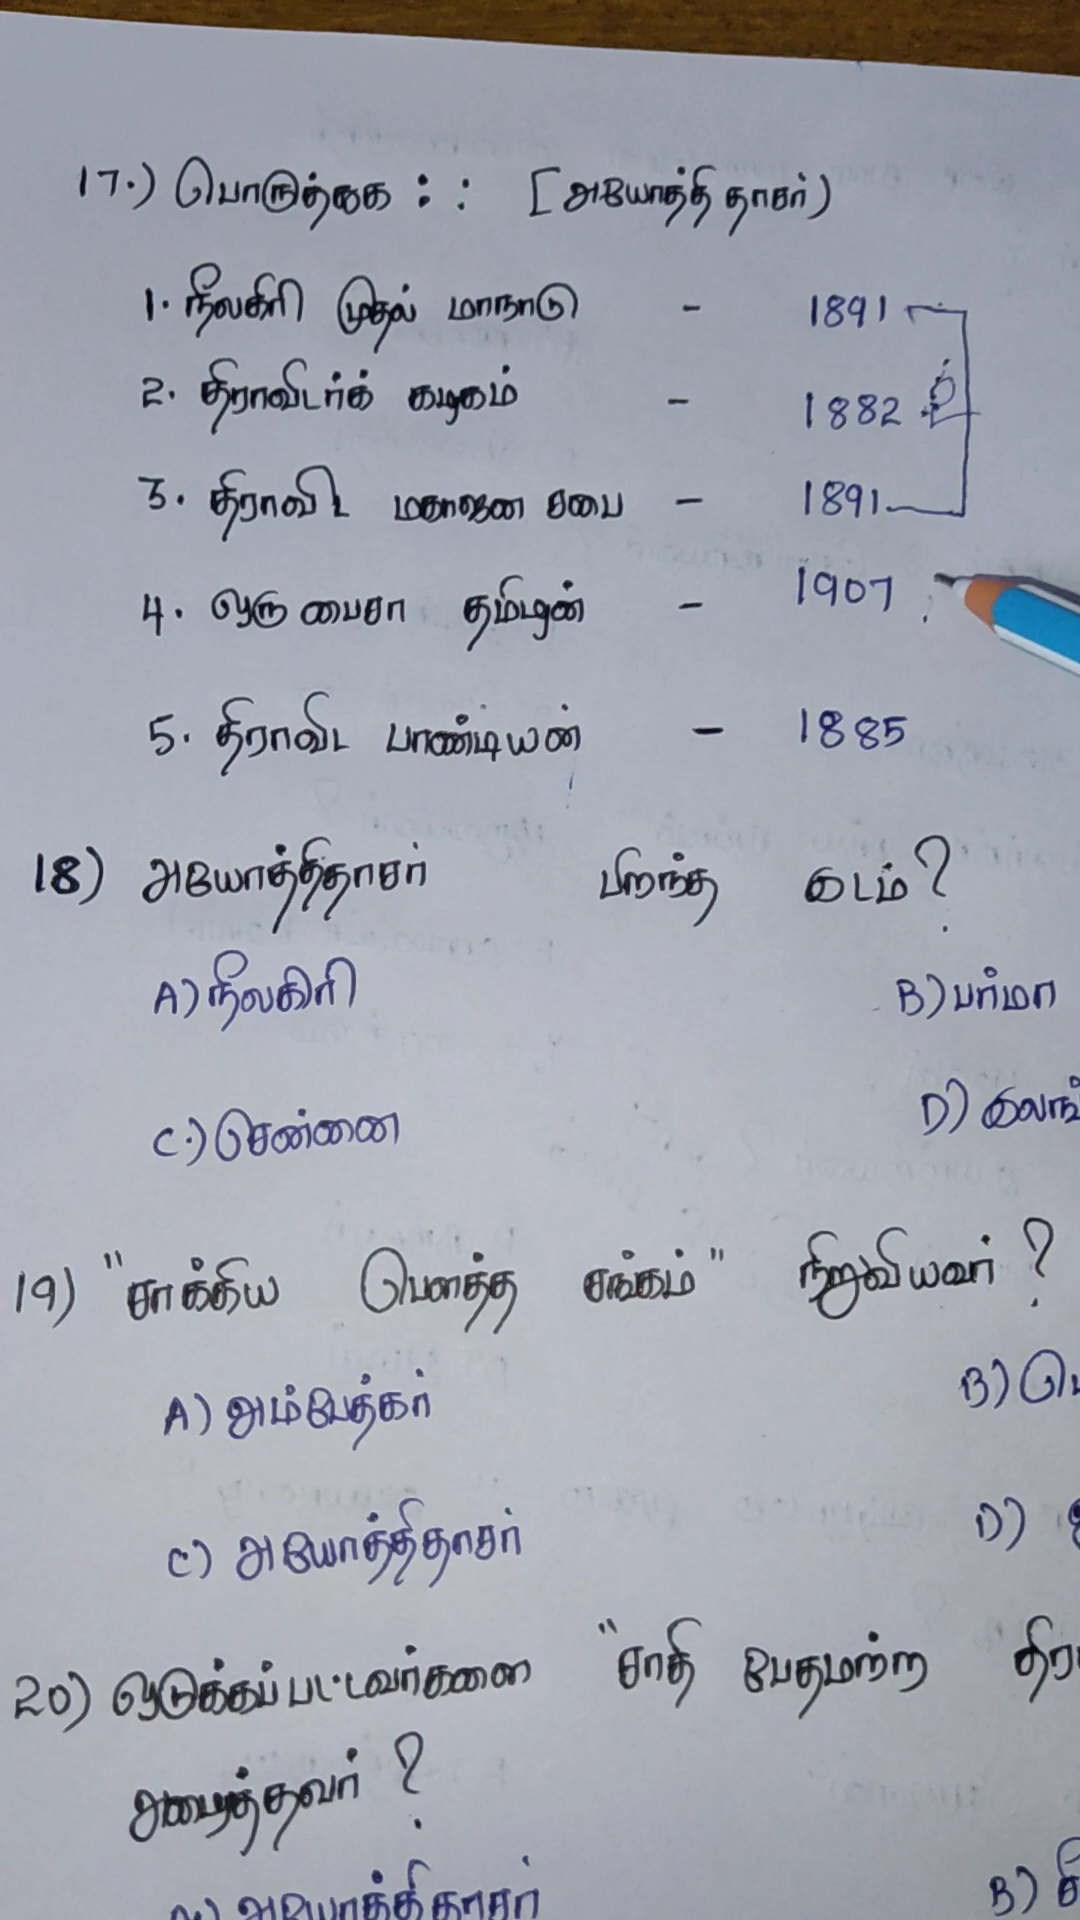 17.) பொருத்துக : : [அயோத்தி தாசர்)
1. நீலகிரி முதல் மாநாடு - 1891
2. திராவிடர்க் கழகம் - 1882
3. திராவிட மகாஜன சபை - 1891
4. ஒரு பைசா தமிழன் - 1907
5. திராவிட பாண்டியன் - 1885
18) அயோத்திதாசர் பிறந்த இடம்?
A) நீலகிரி B) பர்மா
C.) சென்னை D)
19) "சாக்கிய பௌத்த சங்கம்" நிறுவியவர்?
A) அம்பேத்கர் B)
C) அயோத்திதாசர் D)
20) ஒடுக்கப்பட்டவர்களை "சாதி பேதமற்ற
அழைத்தவர்?
அயோத்திதாசர் B)